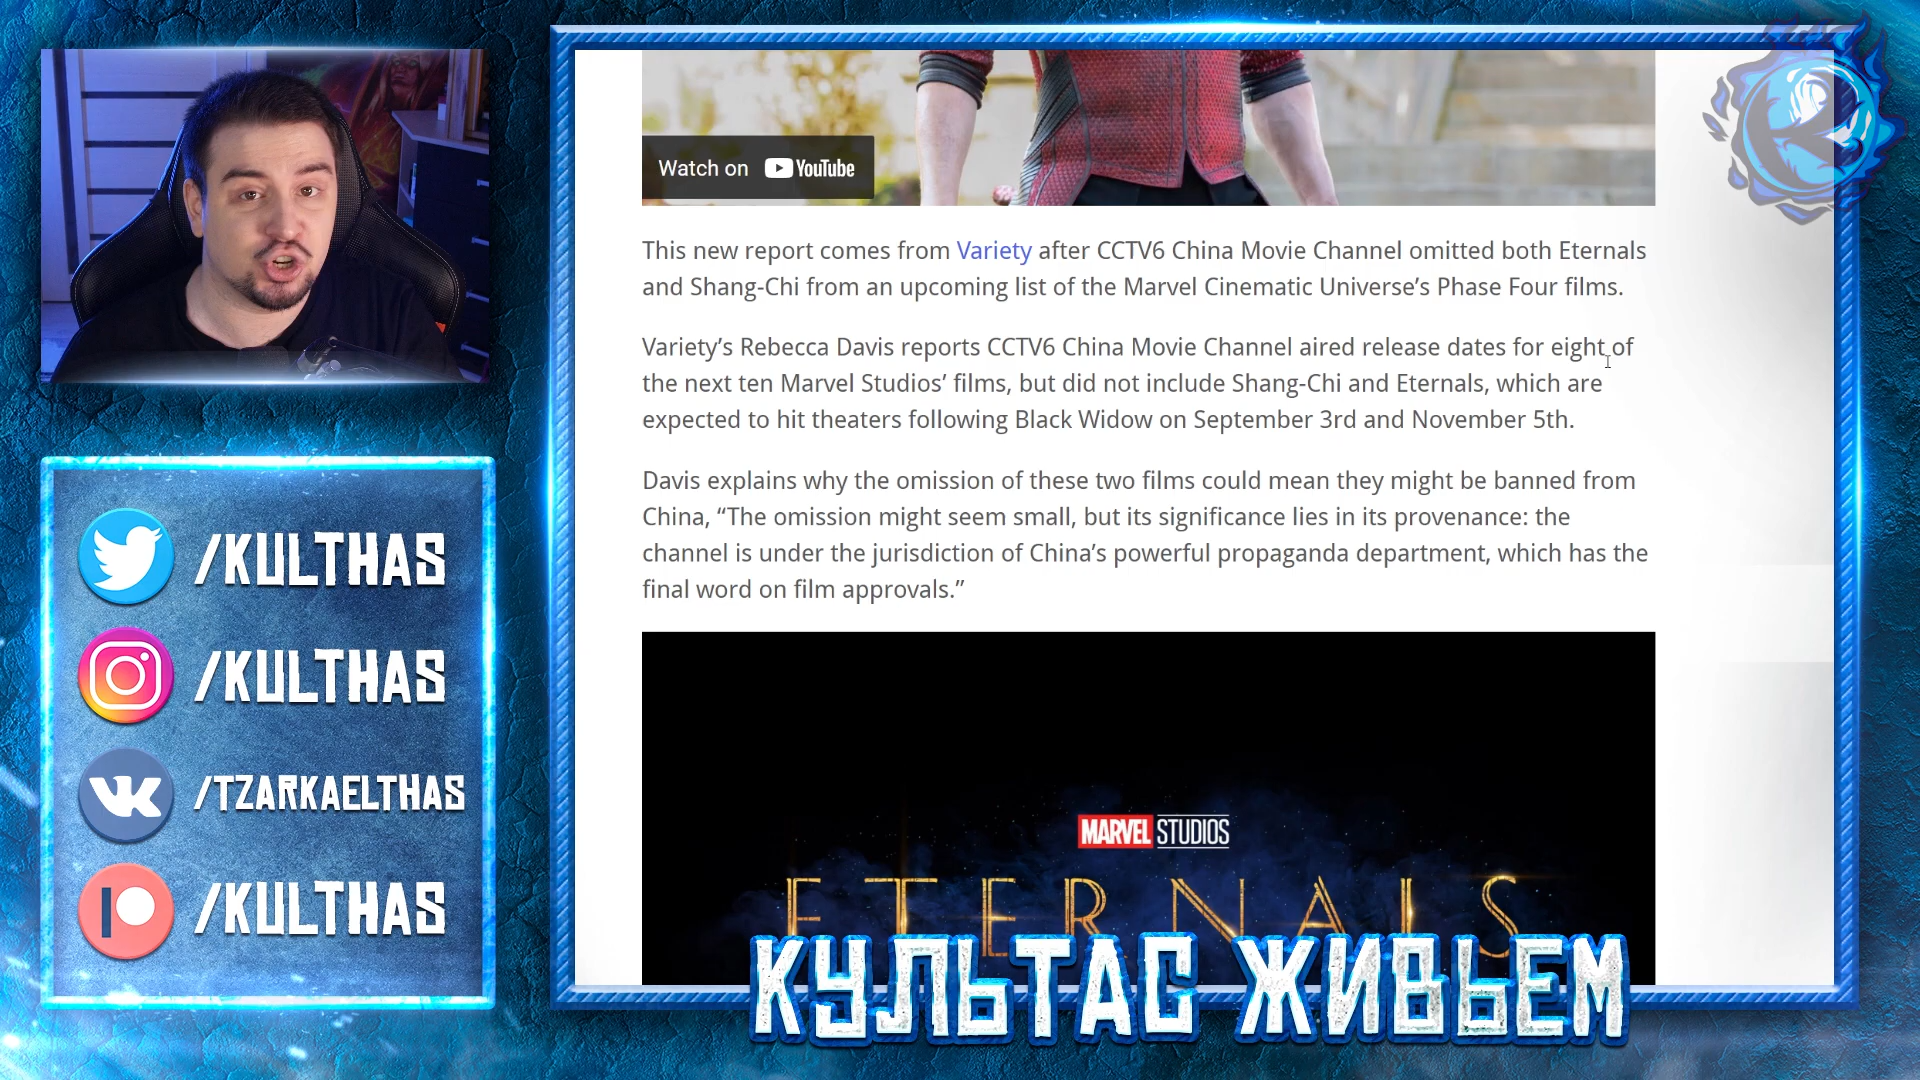 Watch on YouTube
This new report comes from Variety after CCTV6 China Movie Channel omitted both Eternals
and Shang-Chi from an upcoming list of the Marvel Cinematic Universe’s Phase Four films.
Variety’s Rebecca Davis reports CCTV6 China Movie Channel aired release dates for eight of
the next ten Marvel Studios’ films, but did not include Shang-Chi and Eternals, which are
expected to hit theaters following Black Widow on September 3rd and November 5th.
Davis explains why the omission of these two films could mean they might be banned from
China, “The omission might seem small, but its significance lies in its provenance: the
channel is under the jurisdiction of China’s powerful propaganda department, which has the
final word on film approvals.”
MARVEL STUDIOS
ETERNALS
/KULTHAS
/KULTHAS
/TZARKAELTHAS
/KULTHAS
КУЛЬТАС ЖИВЬЕМ